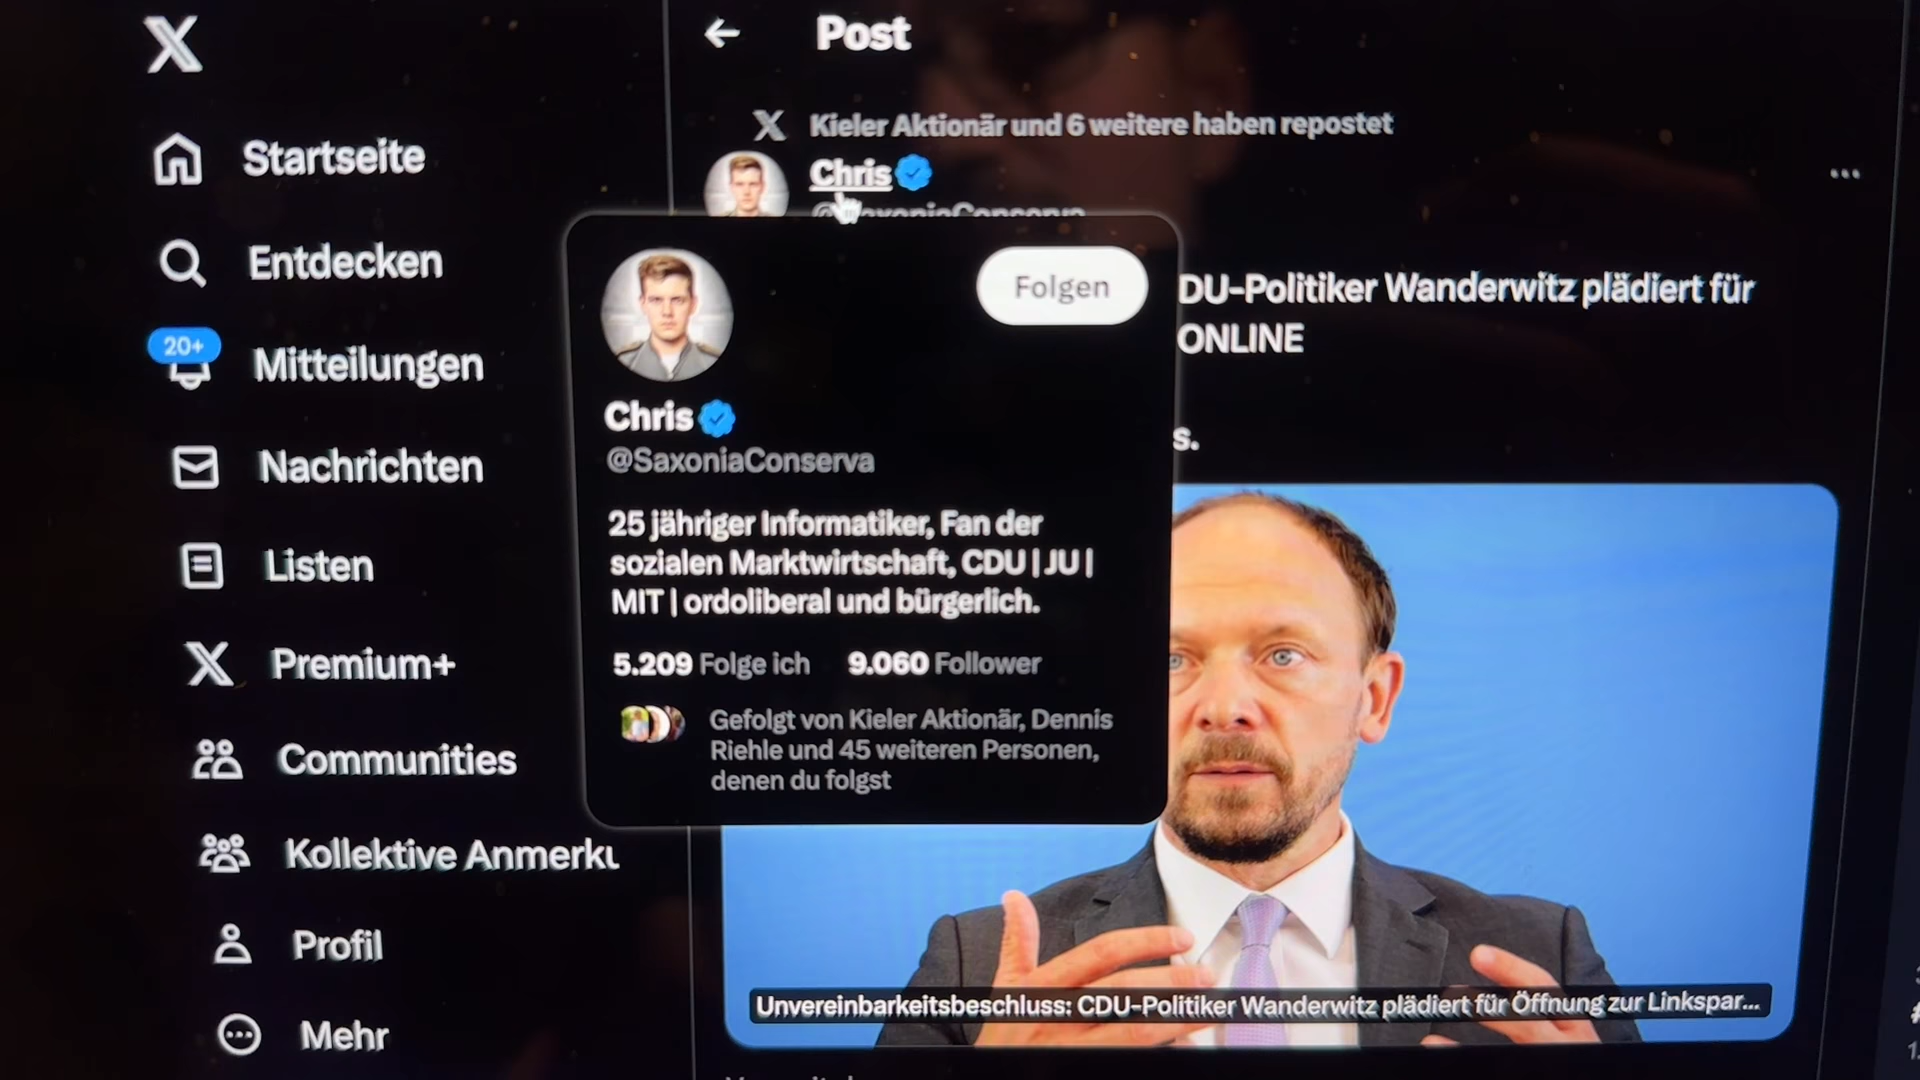 X
Post
Kieler Aktionär und 6 weitere haben repostet
Chris
@SaxoniaConserva
Startseite
Entdecken
20+
Mitteilungen
Nachrichten
Listen
Premium+
Communities
Kollektive Anmerku
Profil
Mehr
Folgen
Chris
@SaxoniaConserva
25 jähriger Informatiker, Fan der
sozialen Marktwirtschaft, CDU | JU |
MIT | ordoliberal und bürgerlich.
5.209 Folge ich 9.060 Follower
Gefolgt von Kieler Aktionär, Dennis
Riehle und 45 weiteren Personen,
denen du folgst
DU-Politiker Wanderwitz plädiert für
ONLINE
s.
Unvereinbarkeitsbeschluss: CDU-Politiker Wanderwitz plädiert für Öffnung zur Linkspar...